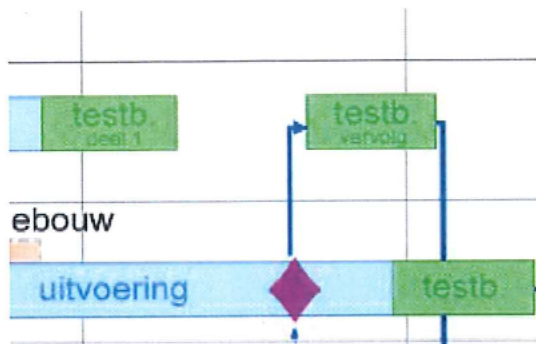 testb.
deel 1
testb.
vervolg
ebouw
uitvoering
testb